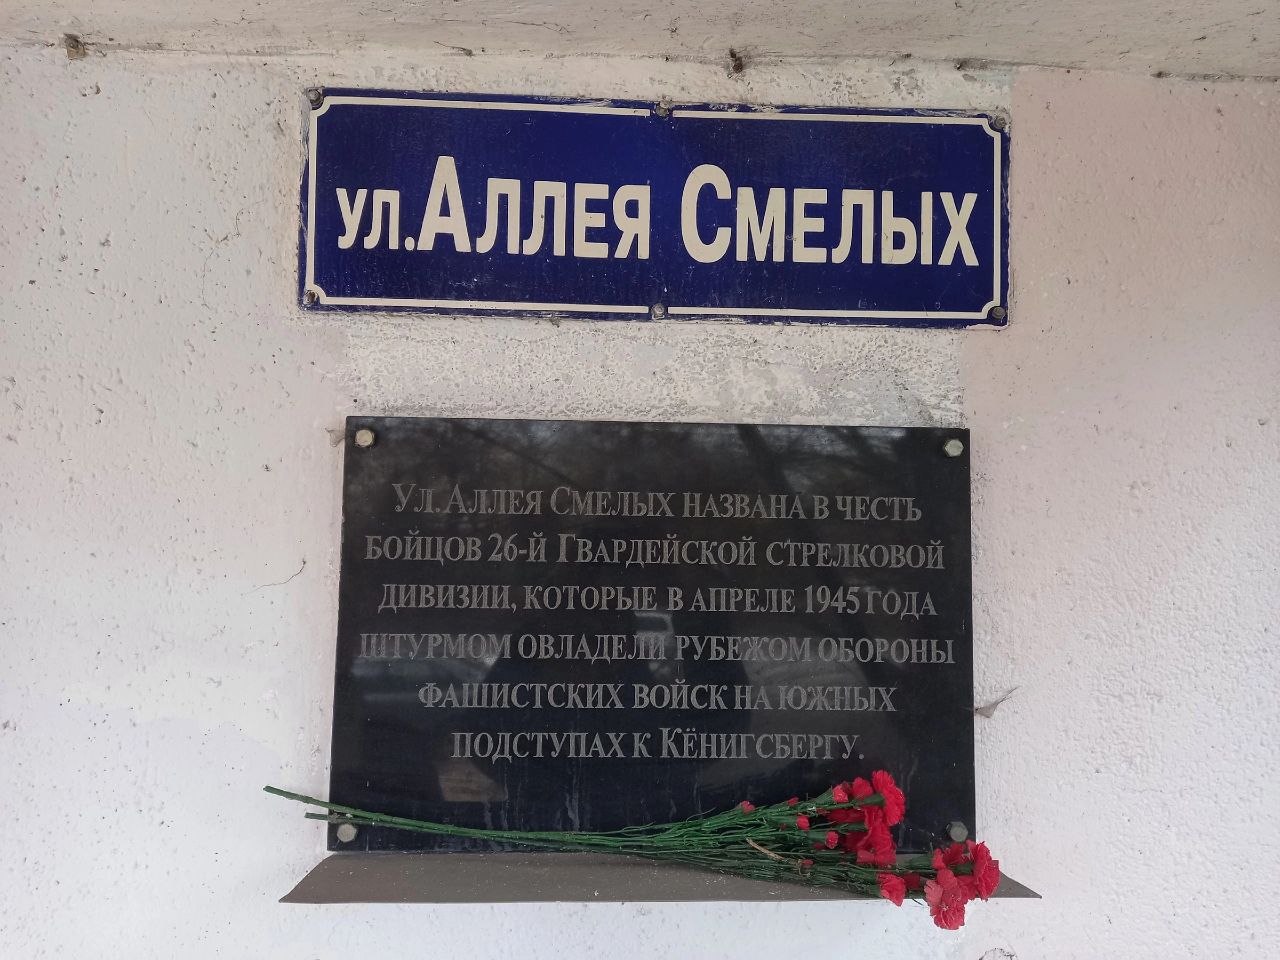 ул. Аллея Смелых
Ул. Аллея Смелых названа в честь
бойцов 26-й Гвардейской стрелковой
дивизии, которые в апреле 1945 года
штурмом овладели рубежом обороны
фашистских войск на южных
подступах к Кёнигсбергу.